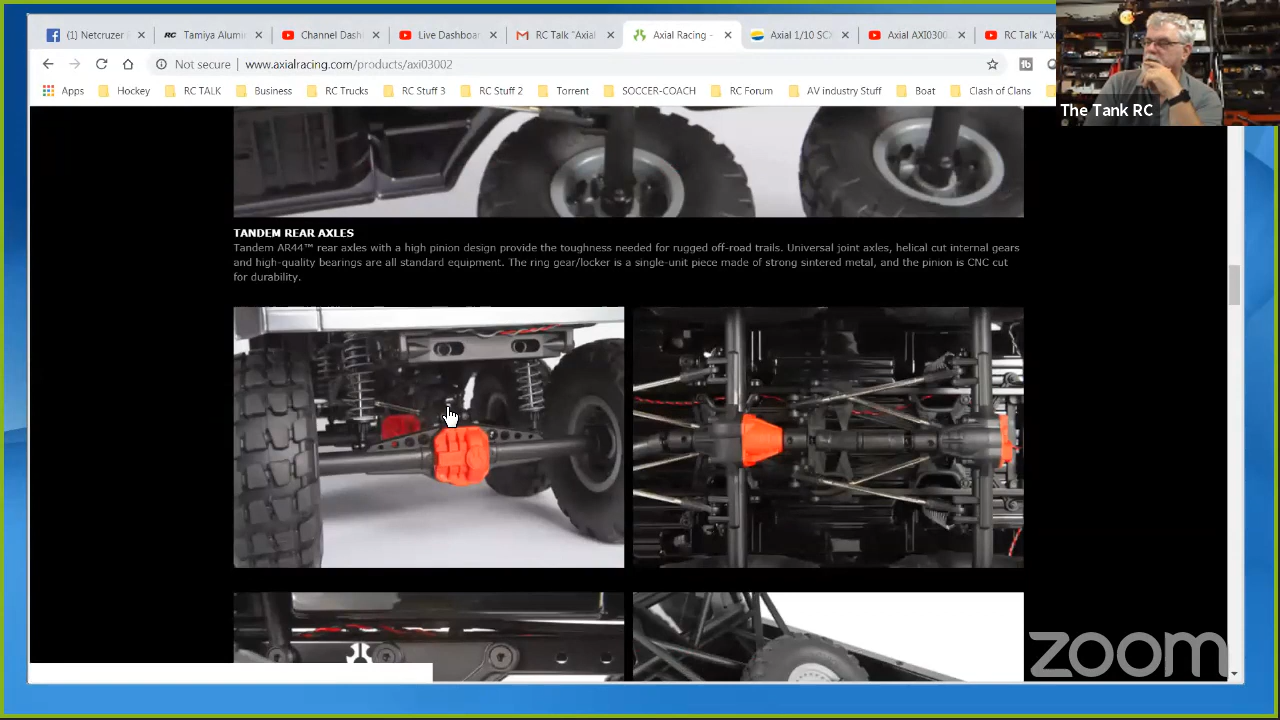 (1) Netcruzer
Tamiya Alumi
Channel Dash
Live Dashbo
RC Talk "Axial
Axial Racing -
Axial 1/10 SC
Axial AXI0300
RC Talk "Ax
Not secure
www.axialracing.com/products/axi03002
Apps
Hockey
RC TALK
Business
RC Truc
RC Stuff 3
RC Stuff 2
Torrent
SOCCER-COACH
RC Forum
AV industry Stuff
Boat
Clash of Clans
The Tank RC
TANDEM REAR AXLES
Tandem AR44™ rear axles with a high pinion design provide the toughness needed for rugged off-road trails. Universal joint axles, helical cut internal gears
and high-quality bearings are all standard equipment. The ring gear/locker is a single-unit piece made of strong sintered metal, and the pinion is CNC cut
for durability.
zoom